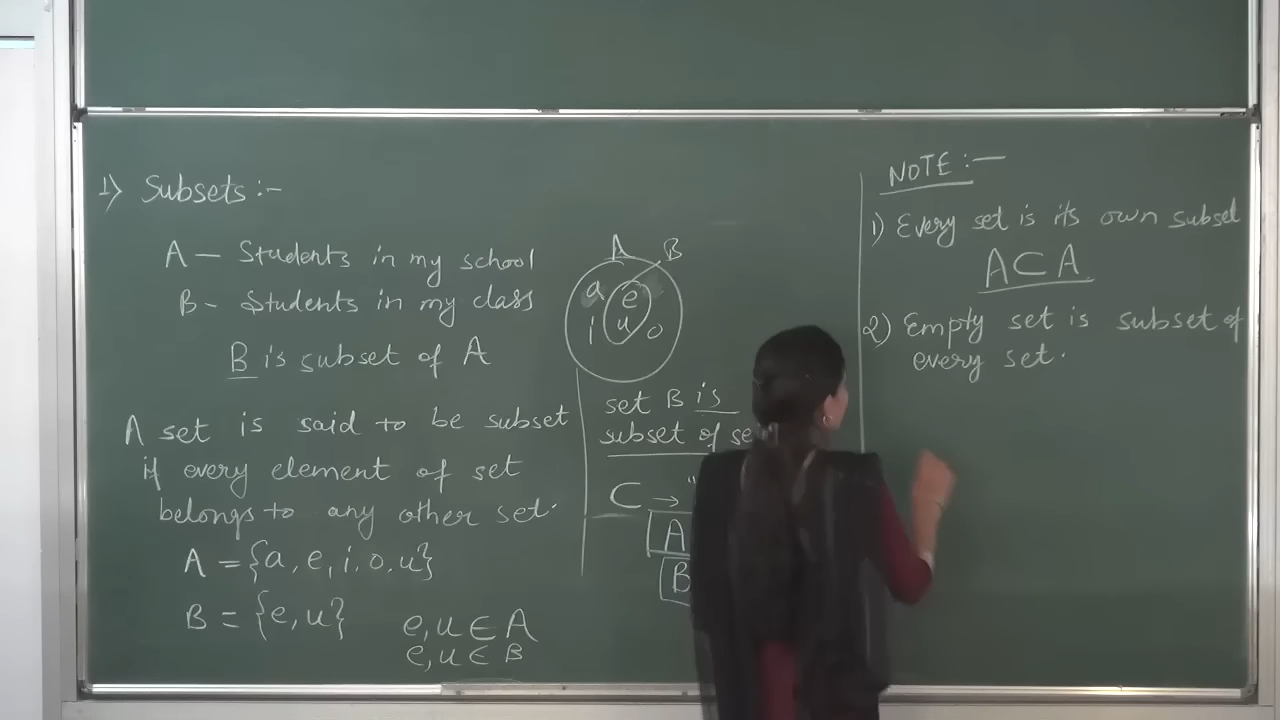 1) Subsets :-
A - Students in my school
B - Students in my class
B is subset of A
A set is said to be subset
if every element of set
belongs to any other set.
A = {a, e, i, o, u}
B = {e, u}
e, u ∈ A
e, u ∈ B
A B
a e
i u o
set B is
subset of
⊂ → "
A
B
NOTE :-
1) Every set is its own subset
A ⊂ A
2) Empty set is subset of
every set.